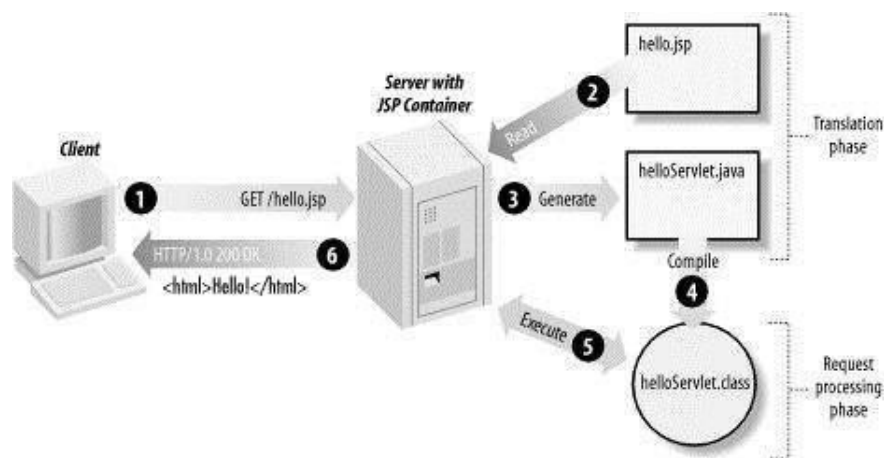 hello.jsp
Server with
JSP Container
2
Read
Translation
phase
Client
helloServlet.java
1
GET /hello.jsp
3
Generate
6
HTTP/1.0 200 OK
<html>Hello!</html>
Compile
4
Execute
5
helloServlet.class
Request
processing
phase